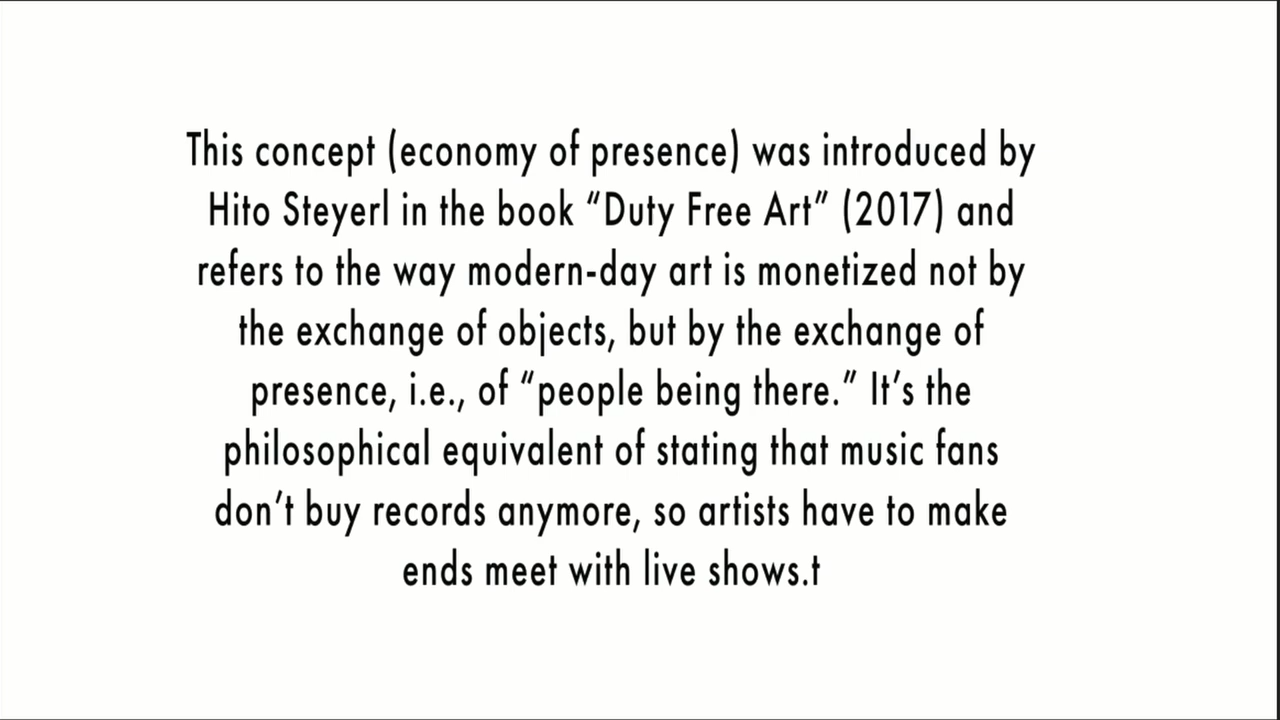 This concept (economy of presence) was introduced by
Hito Steyerl in the book “Duty Free Art” (2017) and
refers to the way modern-day art is monetized not by
the exchange of objects, but by the exchange of
presence, i.e., of “people being there.” It’s the
philosophical equivalent of stating that music fans
don’t buy records anymore, so artists have to make
ends meet with live shows.t